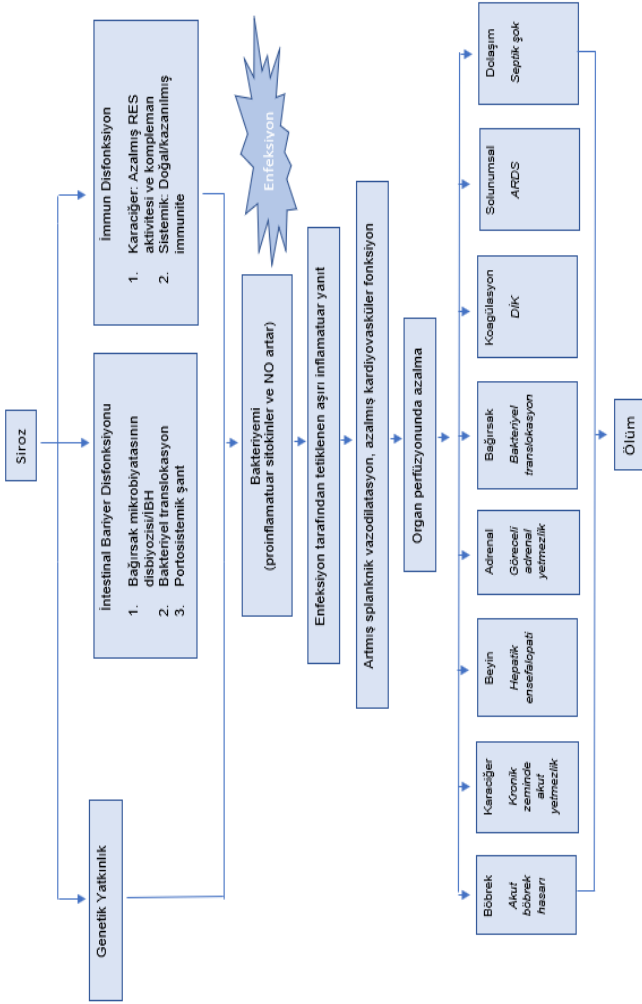 Siroz
Genetik Yatkınlık
İntestinal Bariyer Disfonksiyonu
1. Bağırsak mikrobiyatasının
disbiyozisi/İBH
2. Bakteriyel translokasyon
3. Portosistemik şant
İmmun Disfonksiyon
1. Karaciğer: Azalmış RES
aktivitesi ve kompleman
2. Sistemik: Doğal/kazanılmış
immunite
Bakteriyemi
(proinflamatuar sitokinler ve NO artar)
Enfeksiyon
Enfeksiyon tarafından tetiklenen aşırı inflamatuar yanıt
Artmış splanknik vazodilatasyon, azalmış kardiyovasküler fonksiyon
Organ perfüzyonunda azalma
Böbrek
Akut
böbrek
hasarı
Karaciğer
Kronik
zeminde
akut
yetmezlik
Beyin
Hepatik
ensefalopati
Adrenal
Göreceli
adrenal
yetmezlik
Bağırsak
Bakteriyel
translokasyon
Koagülasyon
DİK
Solunumsal
ARDS
Dolaşım
Septik şok
Ölüm